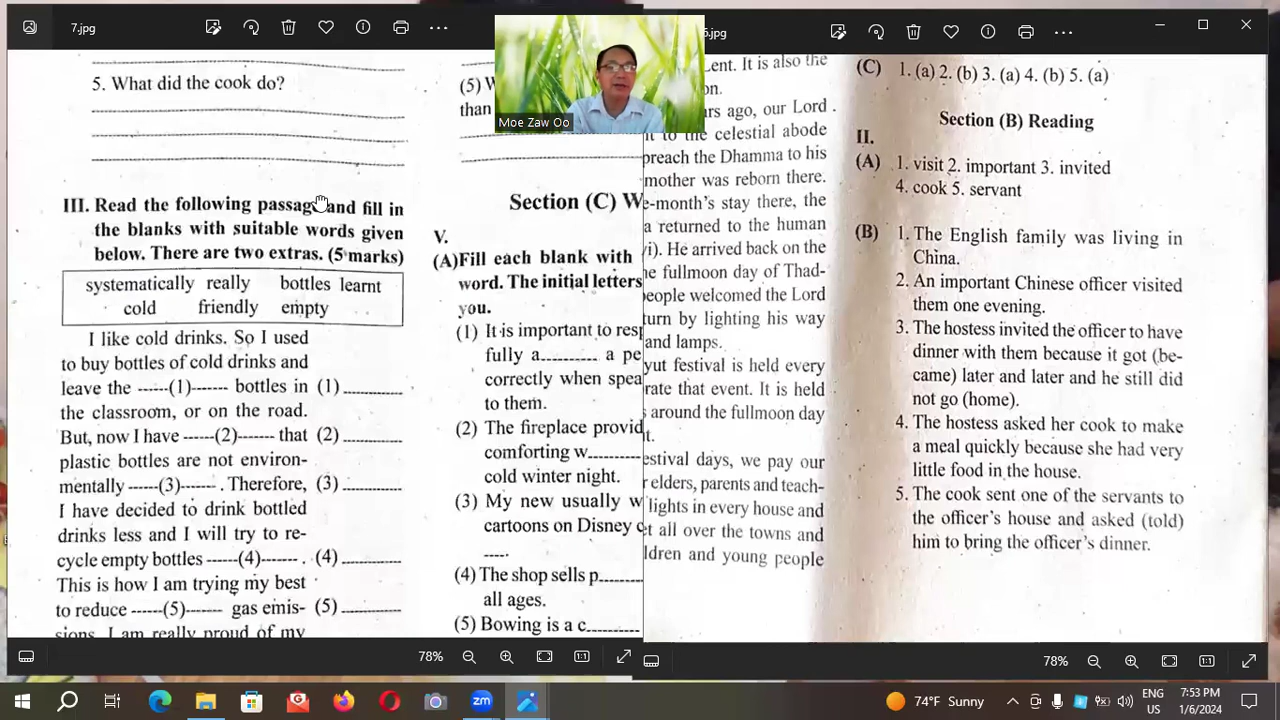 7.jpg
5. What did the cook do?
III. Read the following passage and fill in
the blanks with suitable words given
below. There are two extras. (5 marks)
systematically really bottles learnt
cold friendly empty
I like cold drinks. So I used
to buy bottles of cold drinks and
leave the ------(1)------- bottles in (1)
the classroom, or on the road.
But, now I have ------(2)------- that (2)
plastic bottles are not environ-
mentally ------(3)------- . Therefore, (3)
I have decided to drink bottled
drinks less and I will try to re-
cycle empty bottles ------(4)------- . (4)
This is how I am trying my best
to reduce ------(5)------- gas emis- (5)
sions. I am really proud of my
(5) W
than
Section (C) W
V.
(A)Fill each blank with
word. The initial letters
you.
(1) It is important to resp
fully a.......... a pe
correctly when spea
to them.
(2) The fireplace provid
comforting w..........
cold winter night.
(3) My new usually w
cartoons on Disney c
-----.
(4) The shop sells p.......
all ages.
(5) Bowing is a c..........
78%
1:1
Moe Zaw Oo
.jpg
Lent. It is also the
on.
ars ago, our Lord
t to the celestial abode
preach the Dhamma to his
mother was reborn there.
e-month's stay there, the
a returned to the human
vi). He arrived back on the
he fullmoon day of Thad-
people welcomed the Lord
turn by lighting his way
and lamps.
yut festival is held every
rate that event. It is held
s around the fullmoon day
t.
estival days, we pay our
r elders, parents and teach-
lights in every house and
et all over the towns and
ldren and young people
(C) 1. (a) 2. (b) 3. (a) 4. (b) 5. (a)
Section (B) Reading
II.
(A) 1. visit 2. important 3. invited
4. cook 5. servant
(B) 1. The English family was living in
China.
2. An important Chinese officer visited
them one evening.
3. The hostess invited the officer to have
dinner with them because it got (be-
came) later and later and he still did
not go (home).
4. The hostess asked her cook to make
a meal quickly because she had very
little food in the house.
5. The cook sent one of the servants to
the officer's house and asked (told)
him to bring the officer's dinner.
78%
1:1
zm
74°F Sunny
ENG
US
7:53 PM
1/6/2024